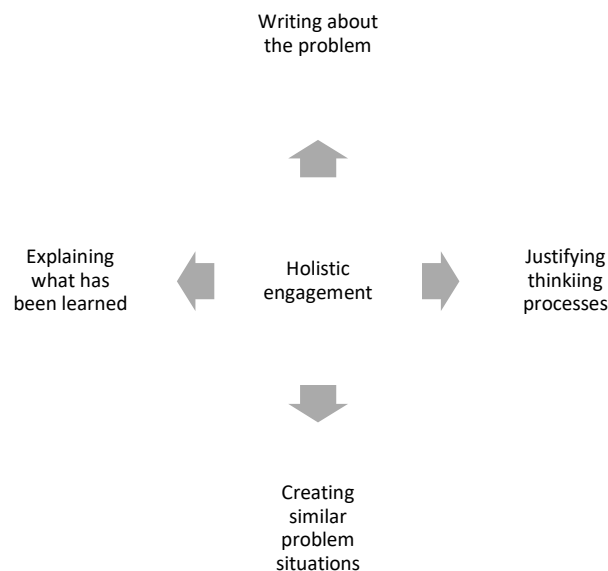 Writing about
the problem
Explaining
what has
been learned
Holistic
engagement
Justifying
thinkiing
processes
Creating
similar
problem
situations